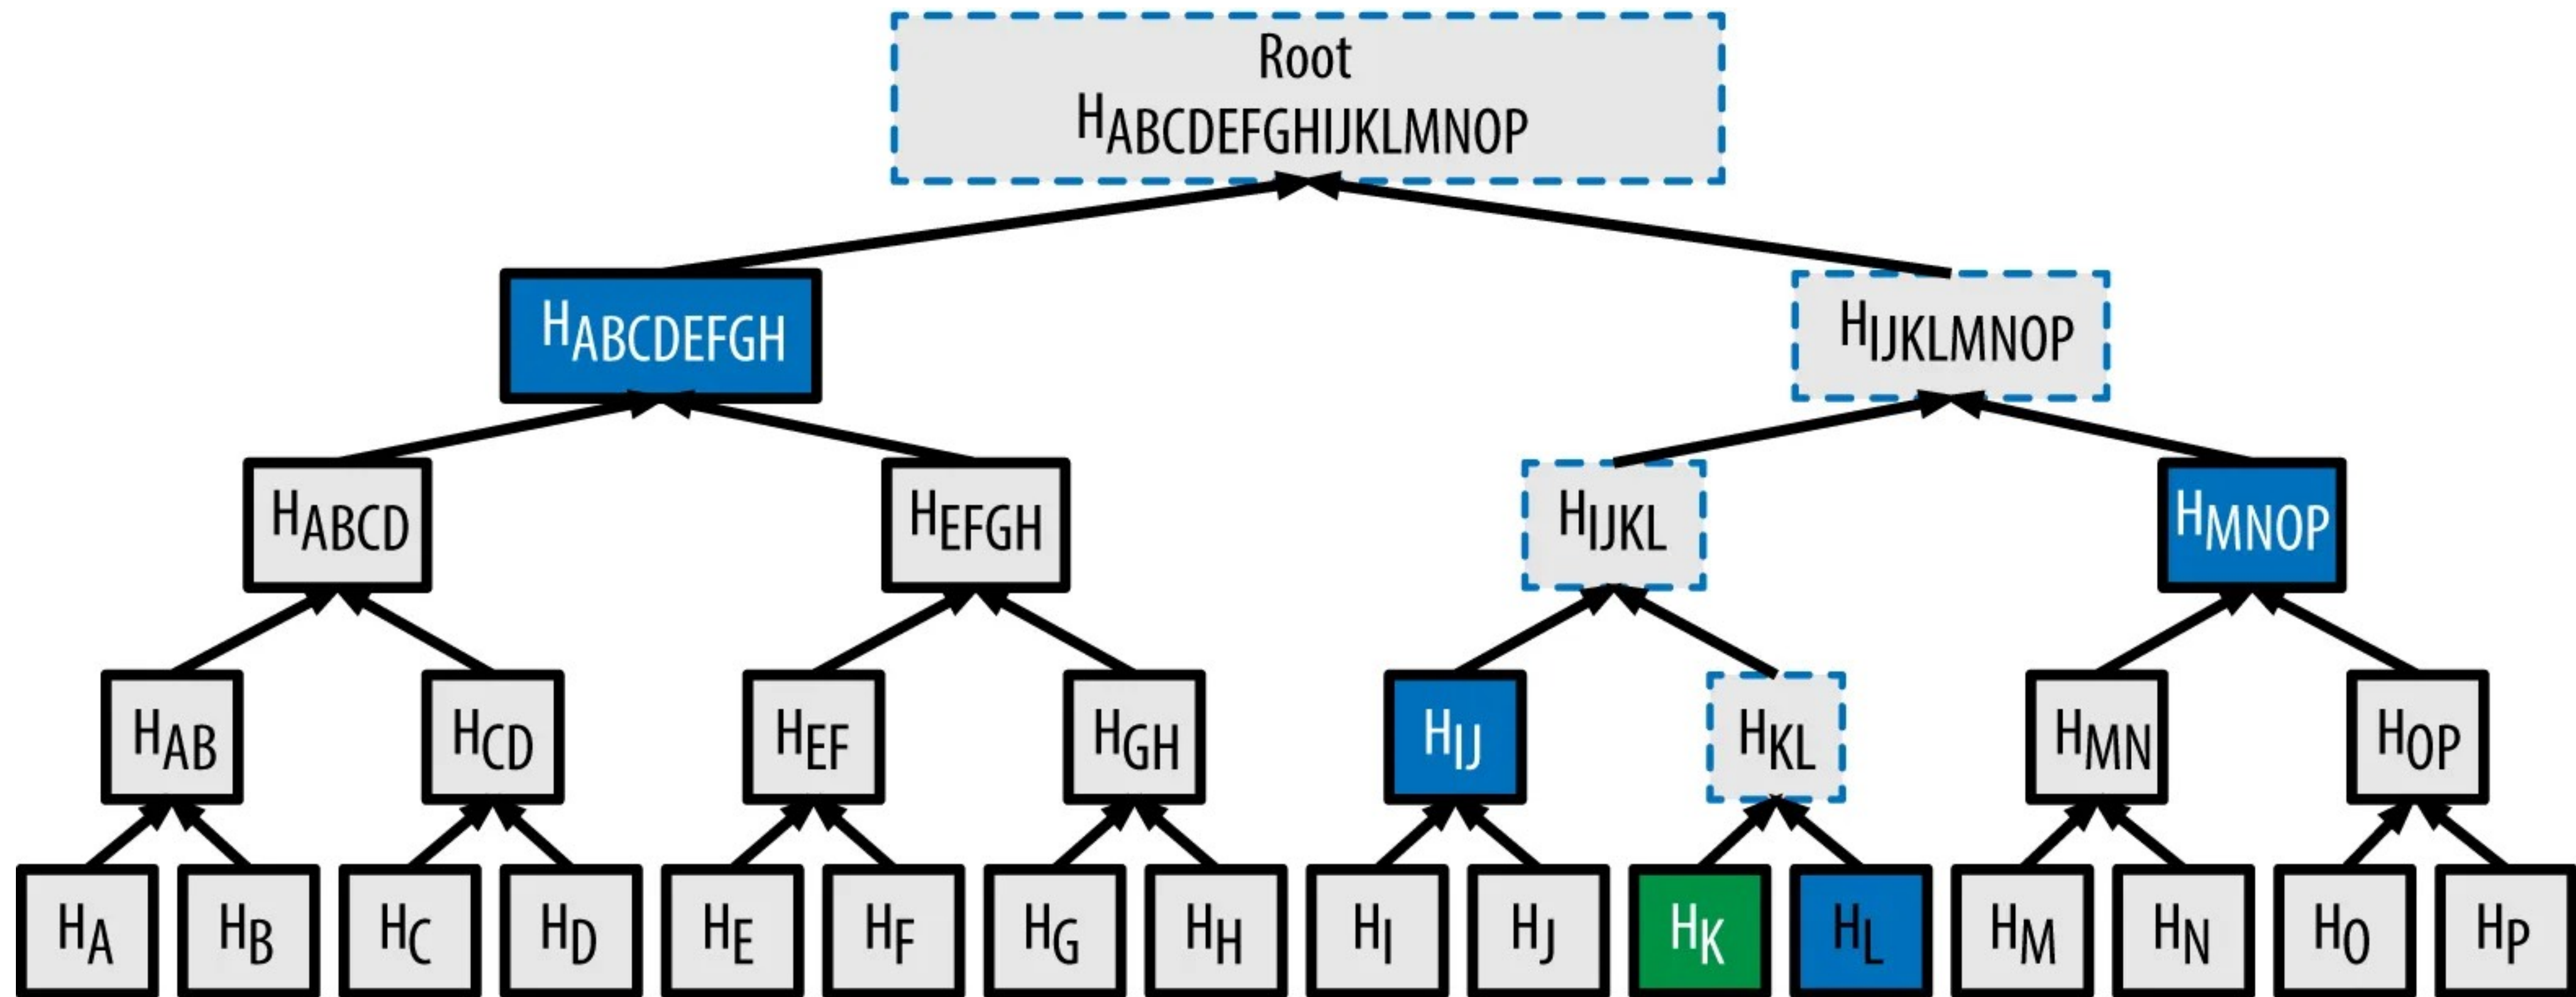 Root
HABCDEFGHIJKLMNOP
HABCDEFGH
HIJKLMNOP
HABCD
HEFGH
HIJKL
HMNOP
HAB
HCD
HEF
HGH
HIJ
HKL
HMN
HOP
HA
HB
HC
HD
HE
HF
HG
HH
HI
HJ
HK
HL
HM
HN
HO
HP